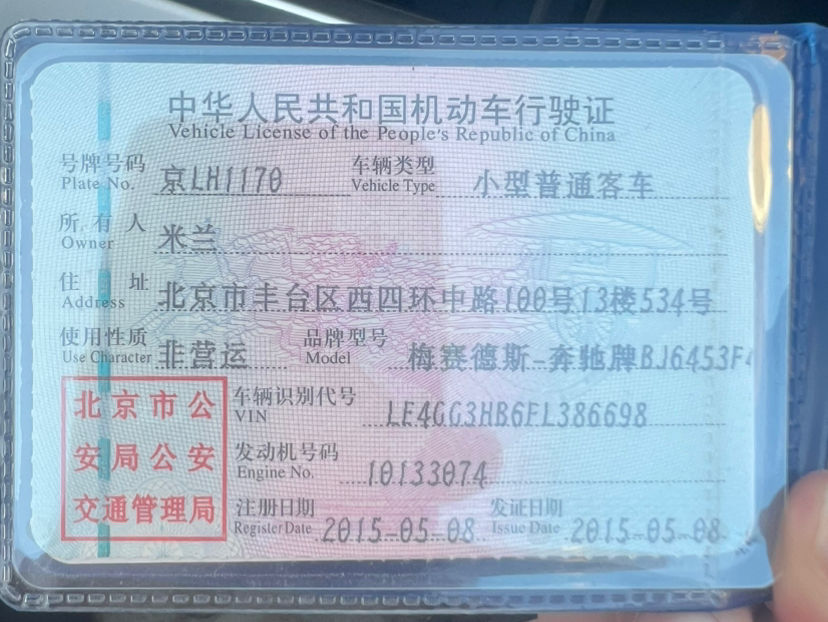 中华人民共和国机动车行驶证
Vehicle License of the People's Republic of China
号牌号码 京LH1170 车辆类型 小型普通客车
Plate No. Vehicle Type
所有人 米兰
Owner
住址 北京市丰台区西四环中路100号13楼534号
Address
使用性质 非营运 品牌型号 梅赛德斯-奔驰牌BJ6453F4
Use Character Model
北京市公
安局公安
交通管理局
车辆识别代号 LE4GG3HB6FL386698
VIN
发动机号码 10133074
Engine No.
注册日期 2015-05-08 发证日期 2015-05-08
Register Date Issue Date